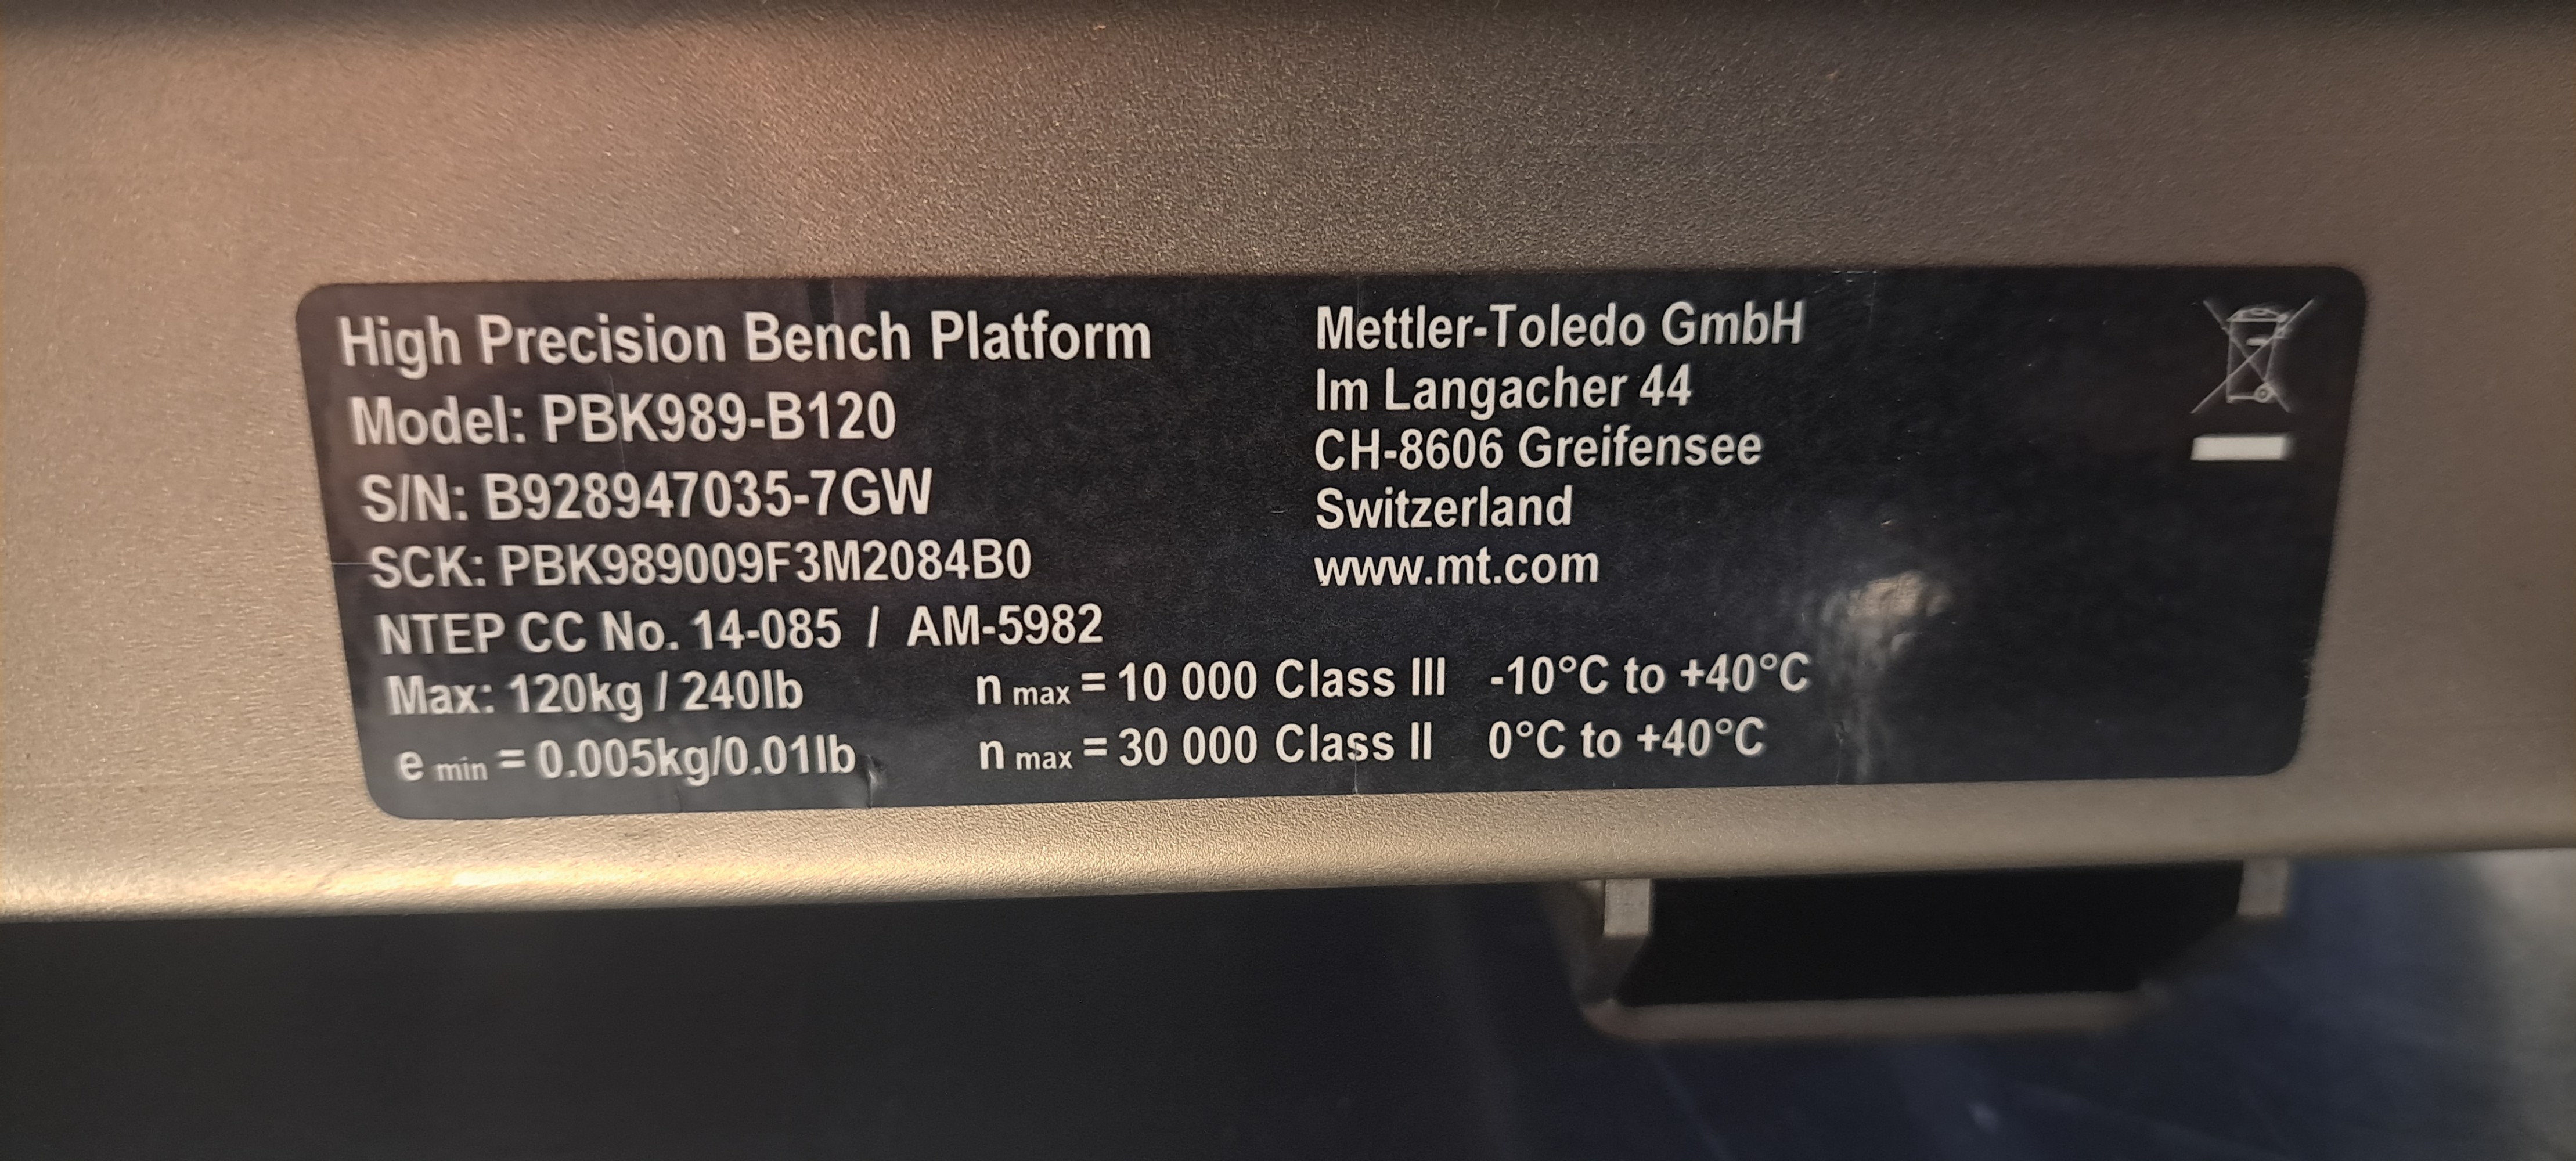 High Precision Bench Platform
Model: PBK989-B120
S/N: B928947035-7GW
SCK: PBK989009F3M2084B0
NTEP CC No. 14-085 / AM-5982
Max: 120kg / 240lb
e min = 0.005kg/0.01lb
n max = 10 000 Class III -10°C to +40°C
n max = 30 000 Class II 0°C to +40°C
Mettler-Toledo GmbH
Im Langacher 44
CH-8606 Greifensee
Switzerland
www.mt.com